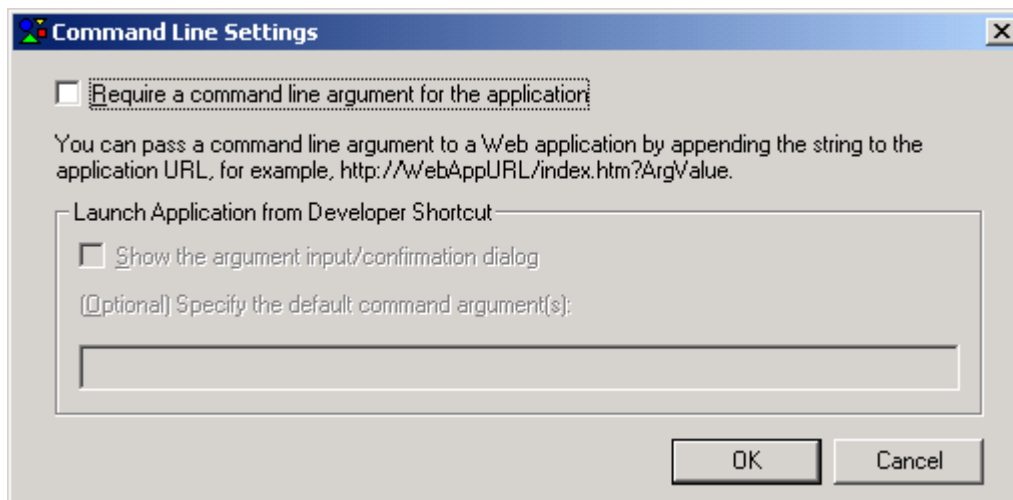 Command Line Settings
Require a command line argument for the application
You can pass a command line argument to a Web application by appending the string to the
application URL, for example, http://WebAppURL/index.htm?ArgValue.
Launch Application from Developer Shortcut
Show the argument input/confirmation dialog
(Optional) Specify the default command argument(s):
OK
Cancel